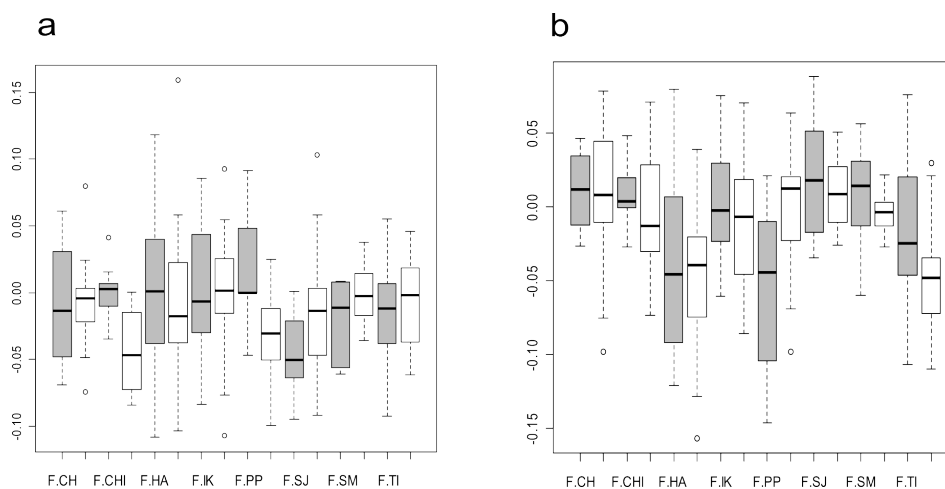 a
b
0.15
0.10
0.05
0.00
-0.05
-0.10
F.CH F.CHI F.HA F.IK F.PP F.SJ F.SM F.TI
0.05
0.00
-0.05
-0.10
-0.15
F.CH F.CHI F.HA F.IK F.PP F.SJ F.SM F.TI